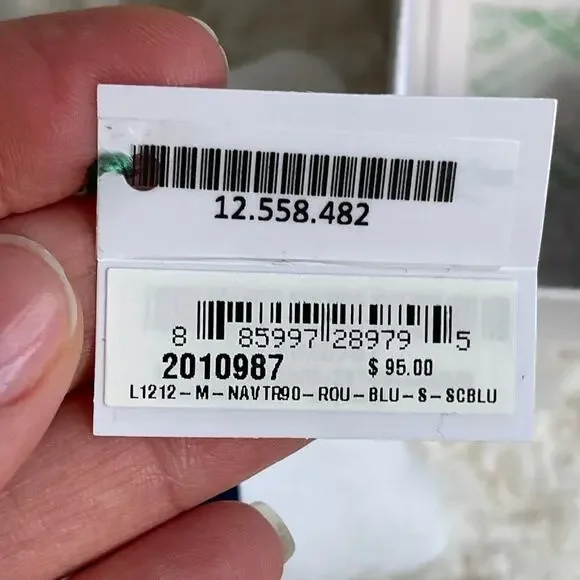 12.558.482
8 85997 28979 5
2010987 $ 95.00
L1212-M-NAVTR90-ROU-BLU-S-SCBLU